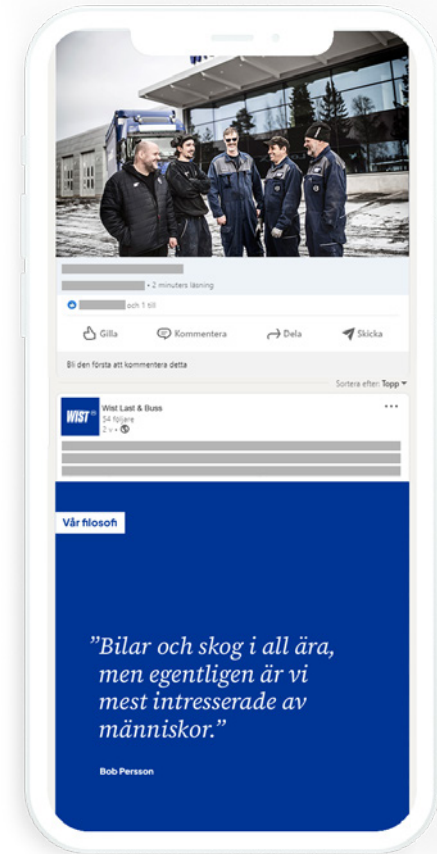 • 2 minuters läsning
och 1 till
Gilla Kommentera Dela Skicka
Bli den första att kommentera detta
Sortera efter: Topp
WIST
Wist Last & Buss
54 följare
2 v •
Vår filosofi
”Bilar och skog i all ära,
men egentligen är vi
mest intresserade av
människor.”
Bob Persson